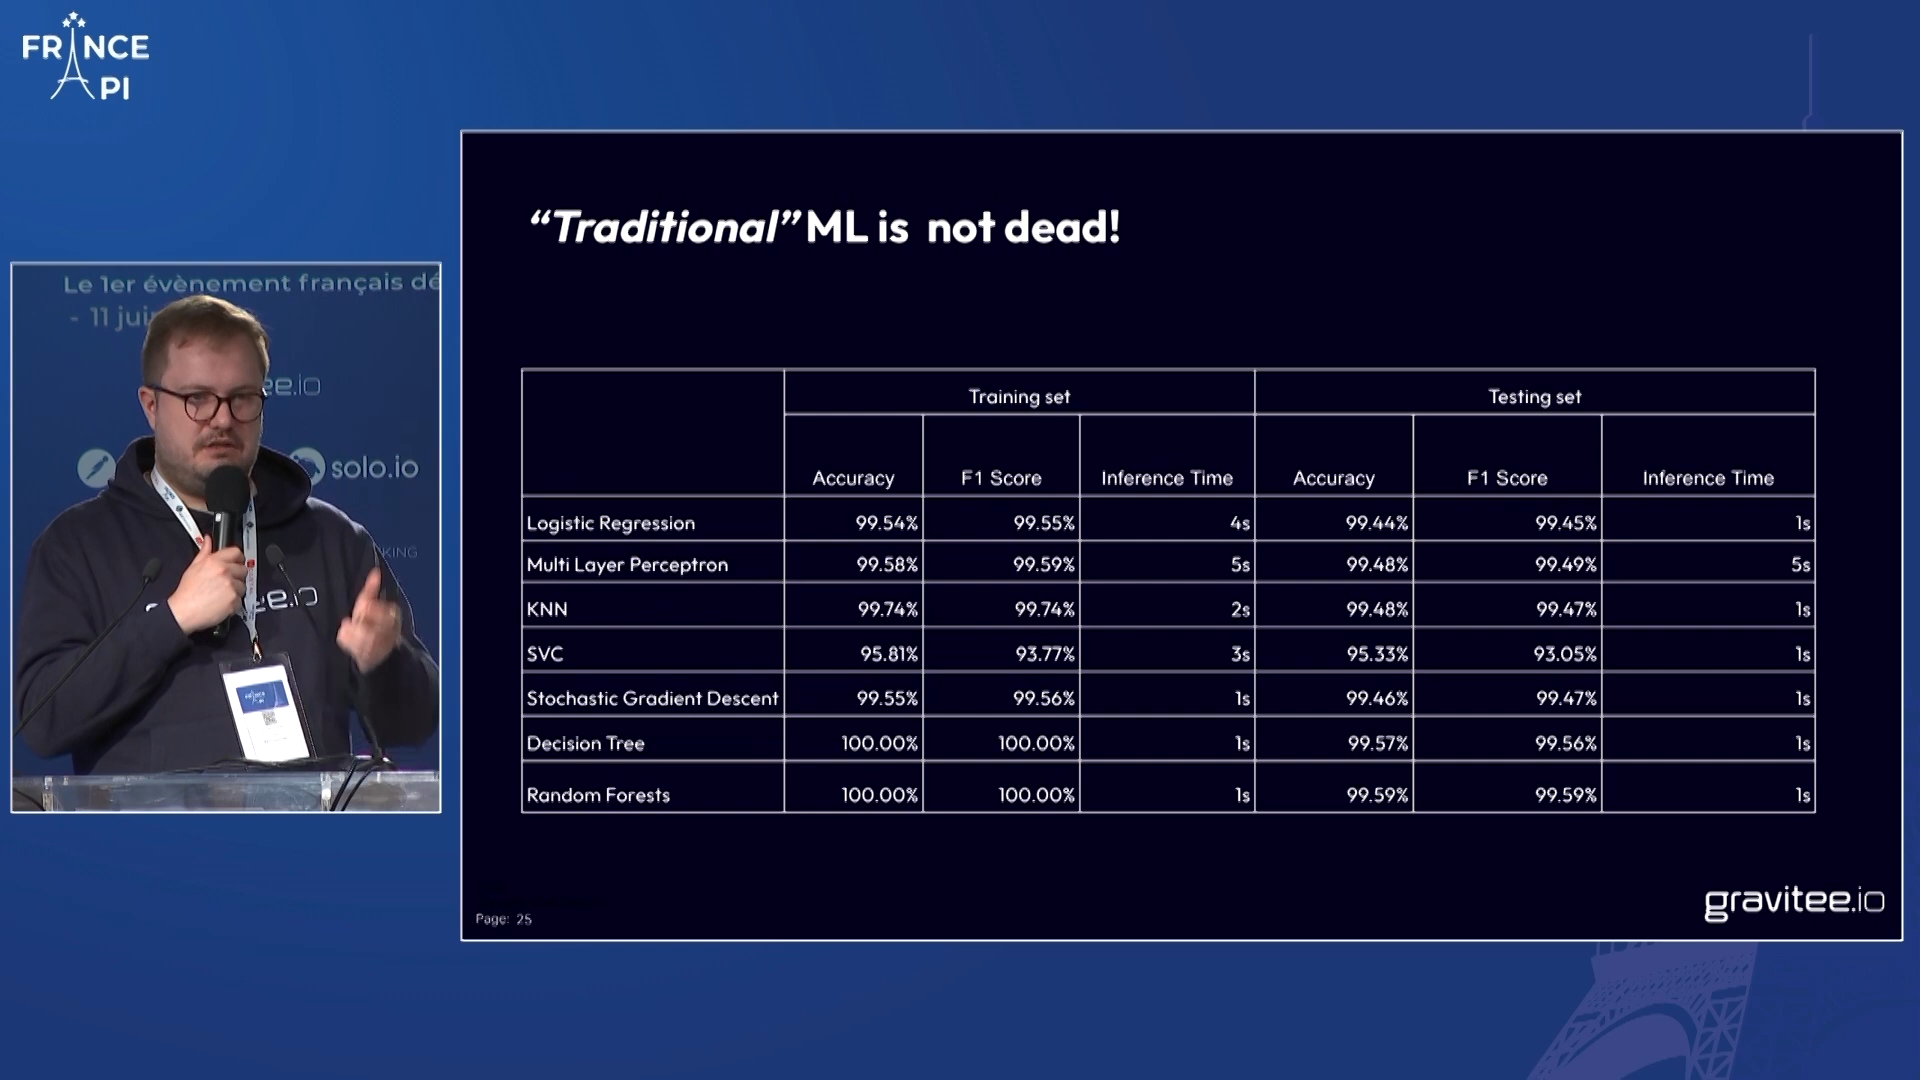 FRANCE
API
Le 1er évènement français dé
- 11 jui
ee.io
solo.io
KING
ee.io
“Traditional” ML is not dead!
Training set Testing set
Accuracy F1 Score Inference Time Accuracy F1 Score Inference Time
Logistic Regression 99.54% 99.55% 4s 99.44% 99.45% 1s
Multi Layer Perceptron 99.58% 99.59% 5s 99.48% 99.49% 5s
KNN 99.74% 99.74% 2s 99.48% 99.47% 1s
SVC 95.81% 93.77% 3s 95.33% 93.05% 1s
Stochastic Gradient Descent 99.55% 99.56% 1s 99.46% 99.47% 1s
Decision Tree 100.00% 100.00% 1s 99.57% 99.56% 1s
Random Forests 100.00% 100.00% 1s 99.59% 99.59% 1s
Page: 25
gravitee.io